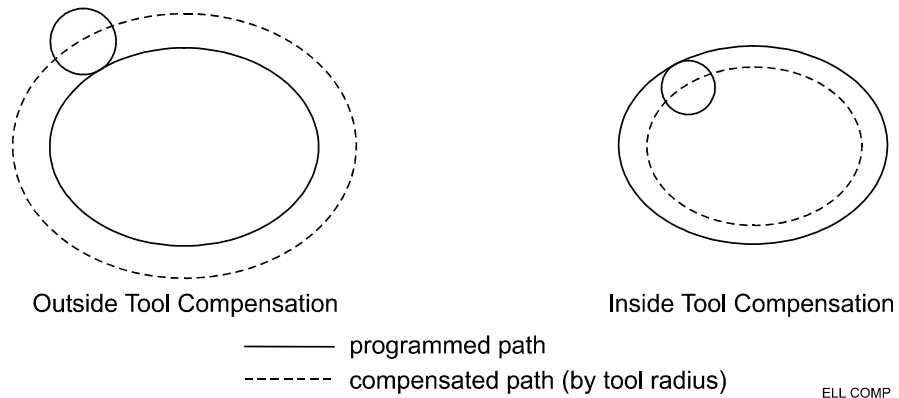 Outside Tool Compensation
Inside Tool Compensation
programmed path
compensated path (by tool radius)
ELL COMP